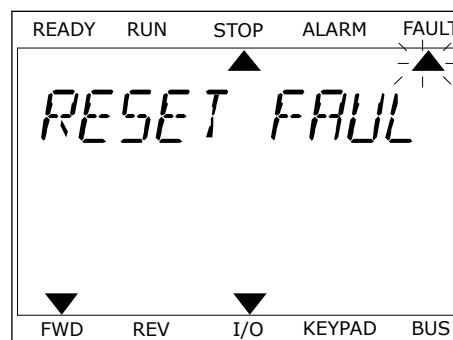 READY RUN STOP ALARM FAULT
RESET FAUL
FWD REV I/O KEYPAD BUS